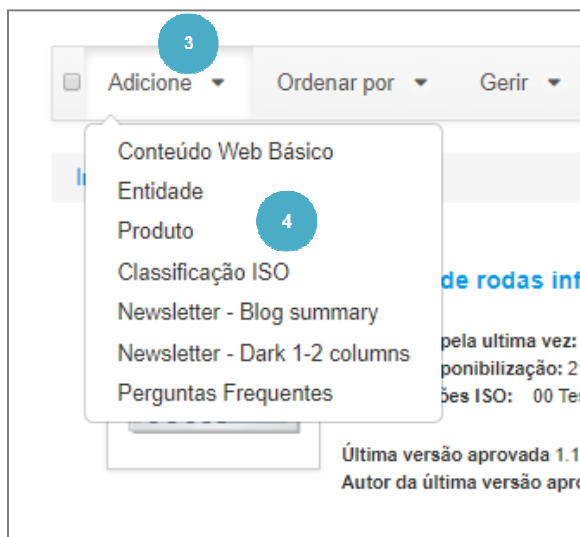 3
Adicione Ordenar por Gerir
Conteúdo Web Básico
Entidade
Produto
4
Classificação ISO
de rodas inf
Newsletter - Blog summary
pela ultima vez:
Newsletter - Dark 1-2 columns
ponibilização: 2
Perguntas Frequentes
ões ISO: 00 Te
Última versão aprovada 1.1
Autor da última versão apro